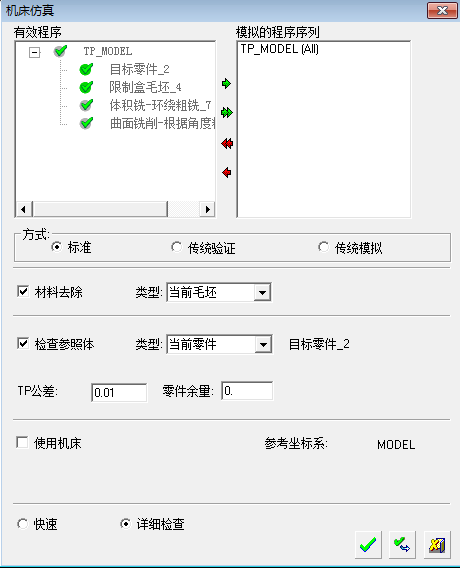 机床仿真
有效程序 模拟的程序序列
TP_MODEL
目标零件_2
限制盒毛坯_4
体积铣-环绕粗铣_7
曲面铣削-根据角度
TP_MODEL (All)
方式:
标准 传统验证 传统模拟
材料去除 类型: 当前毛坯
检查参照体 类型: 当前零件 目标零件_2
TP公差: 0.01 零件余量: 0.
使用机床 参考坐标系: MODEL
快速 详细检查